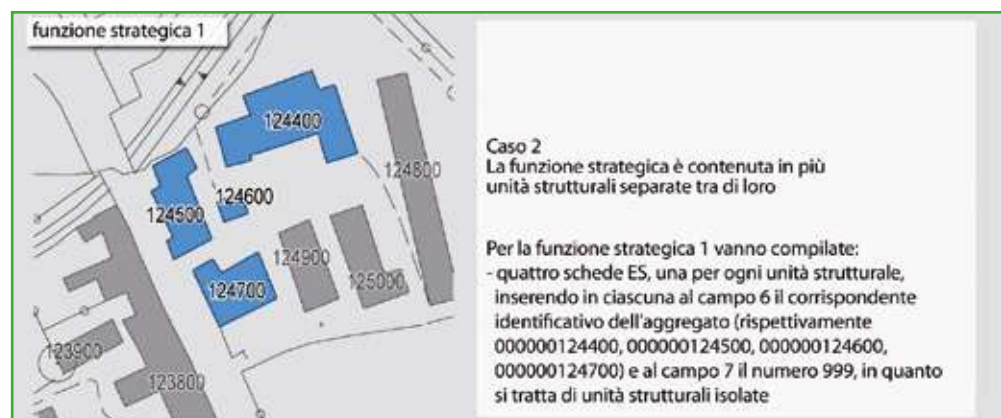 funzione strategica 1
124400
124800
124600
124500
124900
125000
124700
123900
123800
Caso 2
La funzione strategica è contenuta in più
unità strutturali separate tra di loro
Per la funzione strategica 1 vanno compilate:
- quattro schede ES, una per ogni unità strutturale,
inserendo in ciascuna al campo 6 il corrispondente
identificativo dell'aggregato (rispettivamente
000000124400, 000000124500, 000000124600,
000000124700) e al campo 7 il numero 999, in quanto
si tratta di unità strutturali isolate